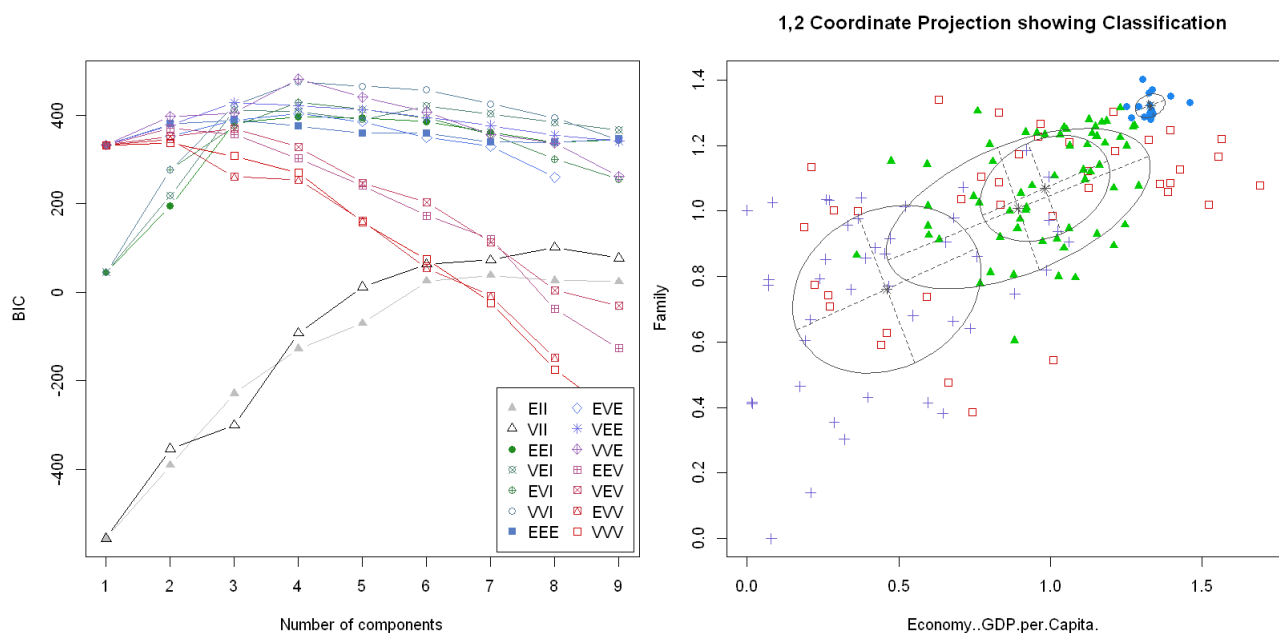 1,2 Coordinate Projection showing Classification
BIC
400
200
0
-200
-400
EII
VII
EEI
VEI
EVI
VVI
EEE
EVE
VEE
VVE
EEV
VEV
EVV
VVV
1 2 3 4 5 6 7 8 9
Number of components
Family
1.4
1.2
1.0
0.8
0.6
0.4
0.2
0.0
0.0 0.5 1.0 1.5
Economy..GDP.per.Capita.